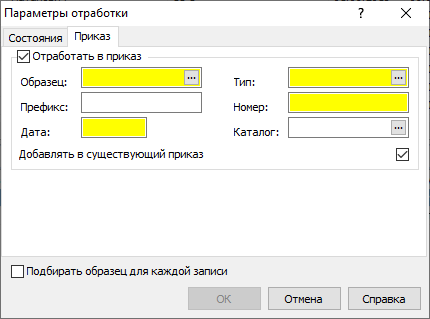 Параметры отработки
Состояния Приказ
Отработать в приказ
Образец: ... Тип: ...
Префикс: Номер:
Дата: Каталог: ...
Добавлять в существующий приказ
Подбирать образец для каждой записи
ОК Отмена Справка